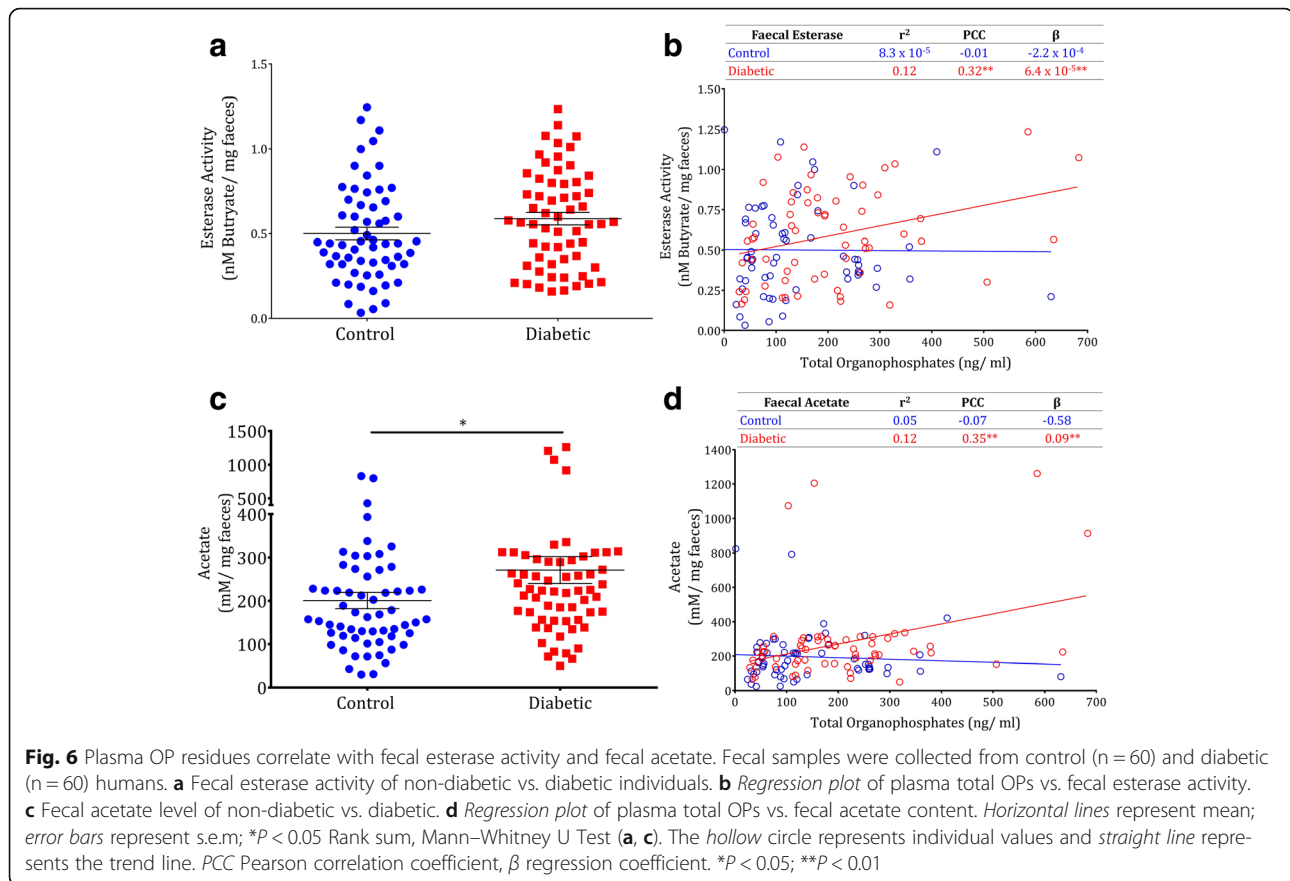 a
Esterase Activity
(nM Butryate/ mg faeces)
1.5
1.0
0.5
0.0
Control Diabetic
b
Faecal Esterase r² PCC β
Control 8.3 x 10⁻⁵ -0.01 -2.2 x 10⁻⁴
Diabetic 0.12 0.32** 6.4 x 10⁻⁵**
Esterase Activity
(nM Butyrate/ mg faeces)
1.50
1.25
1.00
0.75
0.50
0.25
0.00
0 100 200 300 400 500 600 700
Total Organophosphates (ng/ ml)
c
*
Acetate
(mM/ mg faeces)
1500
1000
500
400
300
200
100
0
Control Diabetic
d
Faecal Acetate r² PCC β
Control 0.05 -0.07 -0.58
Diabetic 0.12 0.35** 0.09**
Acetate
(mM/ mg faeces)
1400
1200
1000
800
600
400
200
0
0 100 200 300 400 500 600 700
Total Organophosphates (ng/ ml)
Fig. 6 Plasma OP residues correlate with fecal esterase activity and fecal acetate. Fecal samples were collected from control (n = 60) and diabetic
(n = 60) humans. a Fecal esterase activity of non-diabetic vs. diabetic individuals. b Regression plot of plasma total OPs vs. fecal esterase activity.
c Fecal acetate level of non-diabetic vs. diabetic. d Regression plot of plasma total OPs vs. fecal acetate content. Horizontal lines represent mean;
error bars represent s.e.m; *P < 0.05 Rank sum, Mann–Whitney U Test (a, c). The hollow circle represents individual values and straight line repre-
sents the trend line. PCC Pearson correlation coefficient, β regression coefficient. *P < 0.05; **P < 0.01